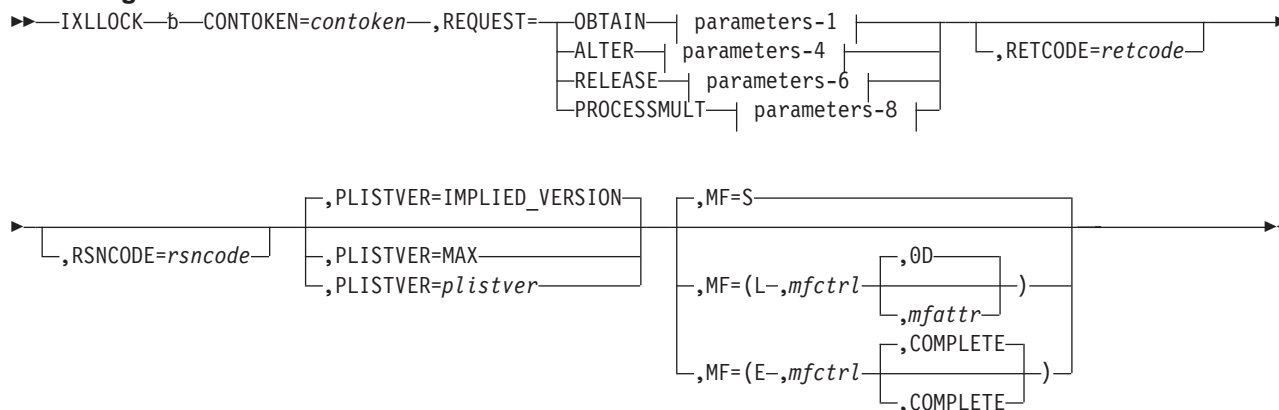 IXLLOCK b CONTOKEN=contoken ,REQUEST= OBTAIN parameters-1
ALTER parameters-4
RELEASE parameters-6
PROCESSMULT parameters-8
,RETCODE=retcode
,RSNCODE=rsncode
,PLISTVER=IMPLIED_VERSION
,PLISTVER=MAX
,PLISTVER=plistver
,MF=S
,MF=(L ,mfctrl ,0D )
,mfattr
,MF=(E ,mfctrl ,COMPLETE )
,COMPLETE